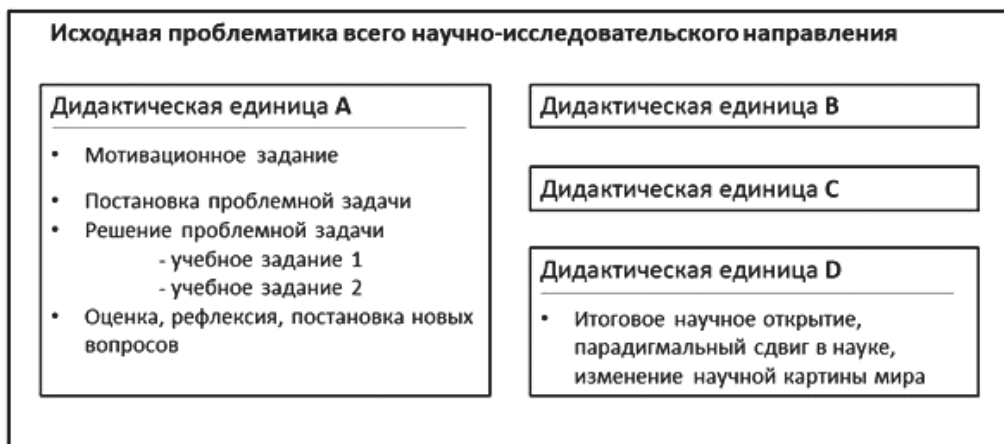 Исходная проблематика всего научно-исследовательского направления
Дидактическая единица A
• Мотивационное задание
• Постановка проблемной задачи
• Решение проблемной задачи
- учебное задание 1
- учебное задание 2
• Оценка, рефлексия, постановка новых
вопросов
Дидактическая единица B
Дидактическая единица C
Дидактическая единица D
• Итоговое научное открытие,
парадигмальный сдвиг в науке,
изменение научной картины мира